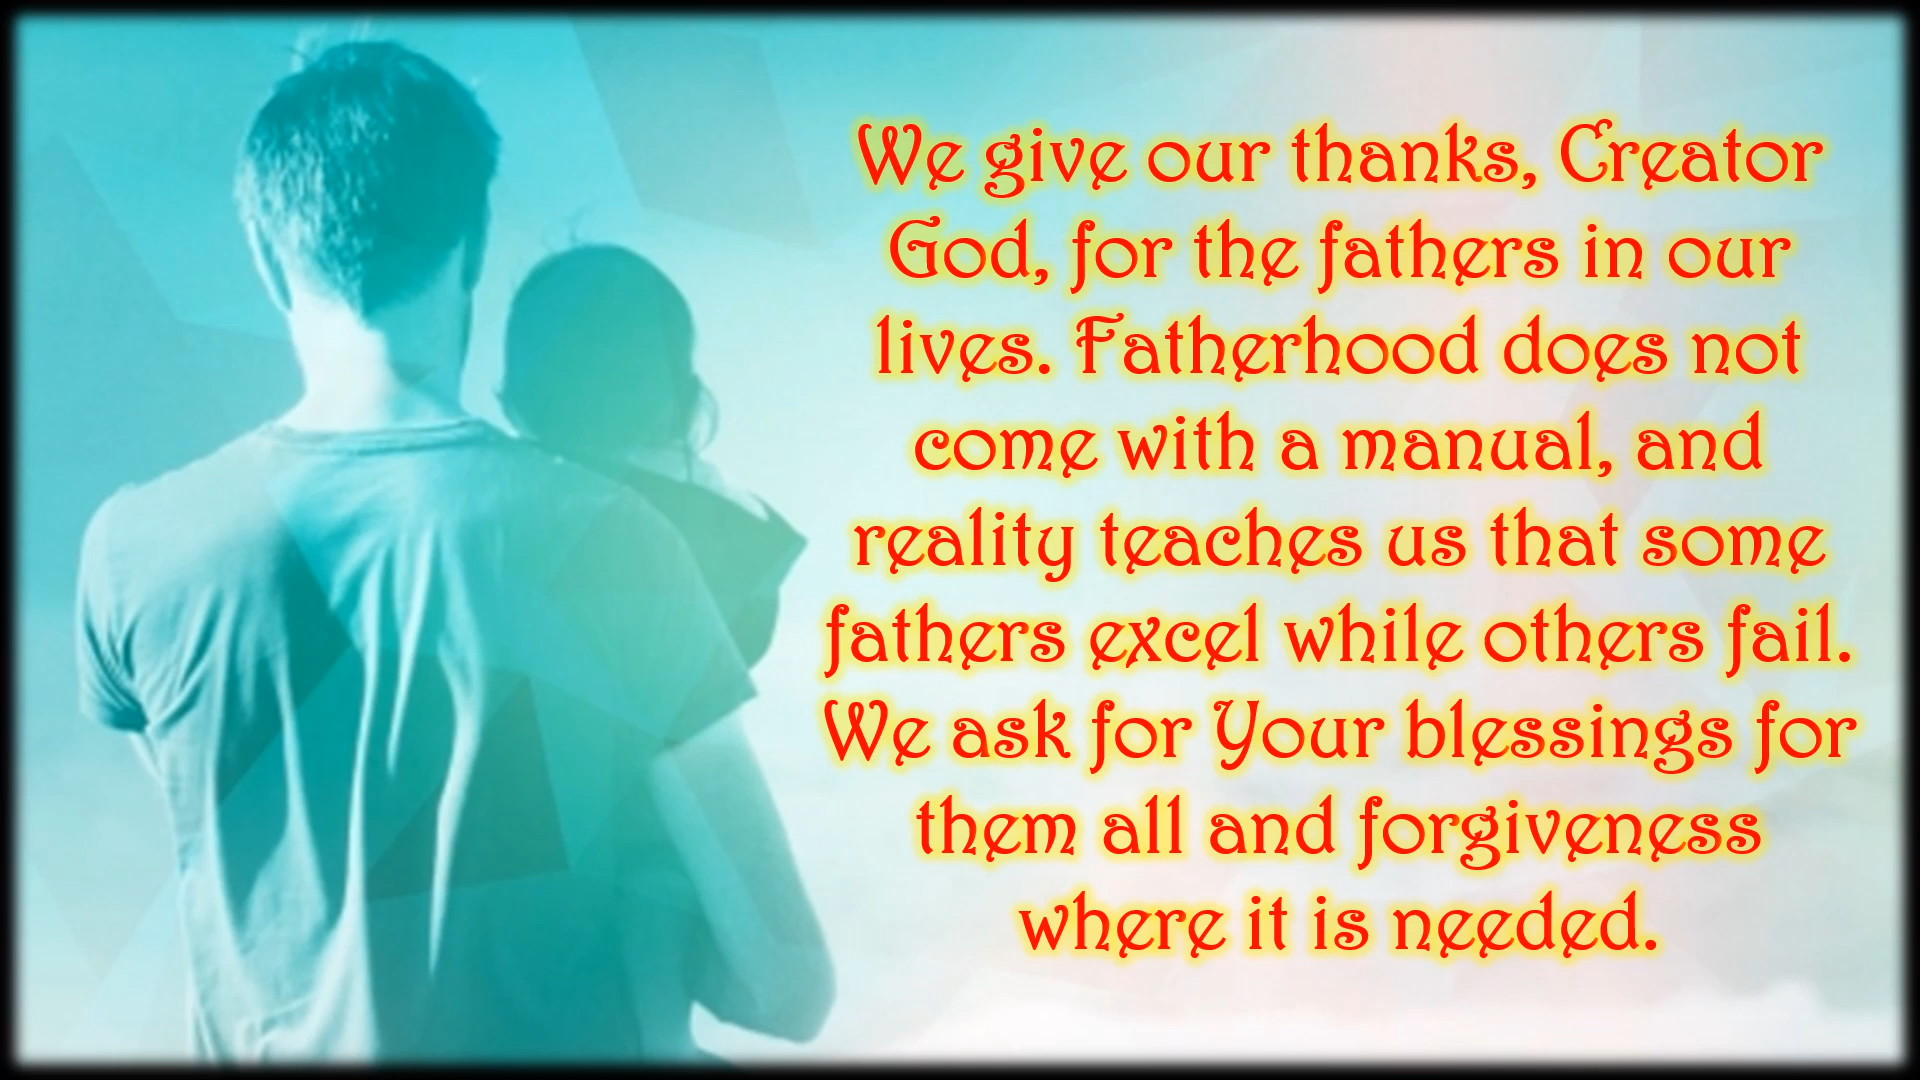 We give our thanks, Creator
God, for the fathers in our
lives. Fatherhood does not
come with a manual, and
reality teaches us that some
fathers excel while others fail.
We ask for Your blessings for
them all and forgiveness
where it is needed.